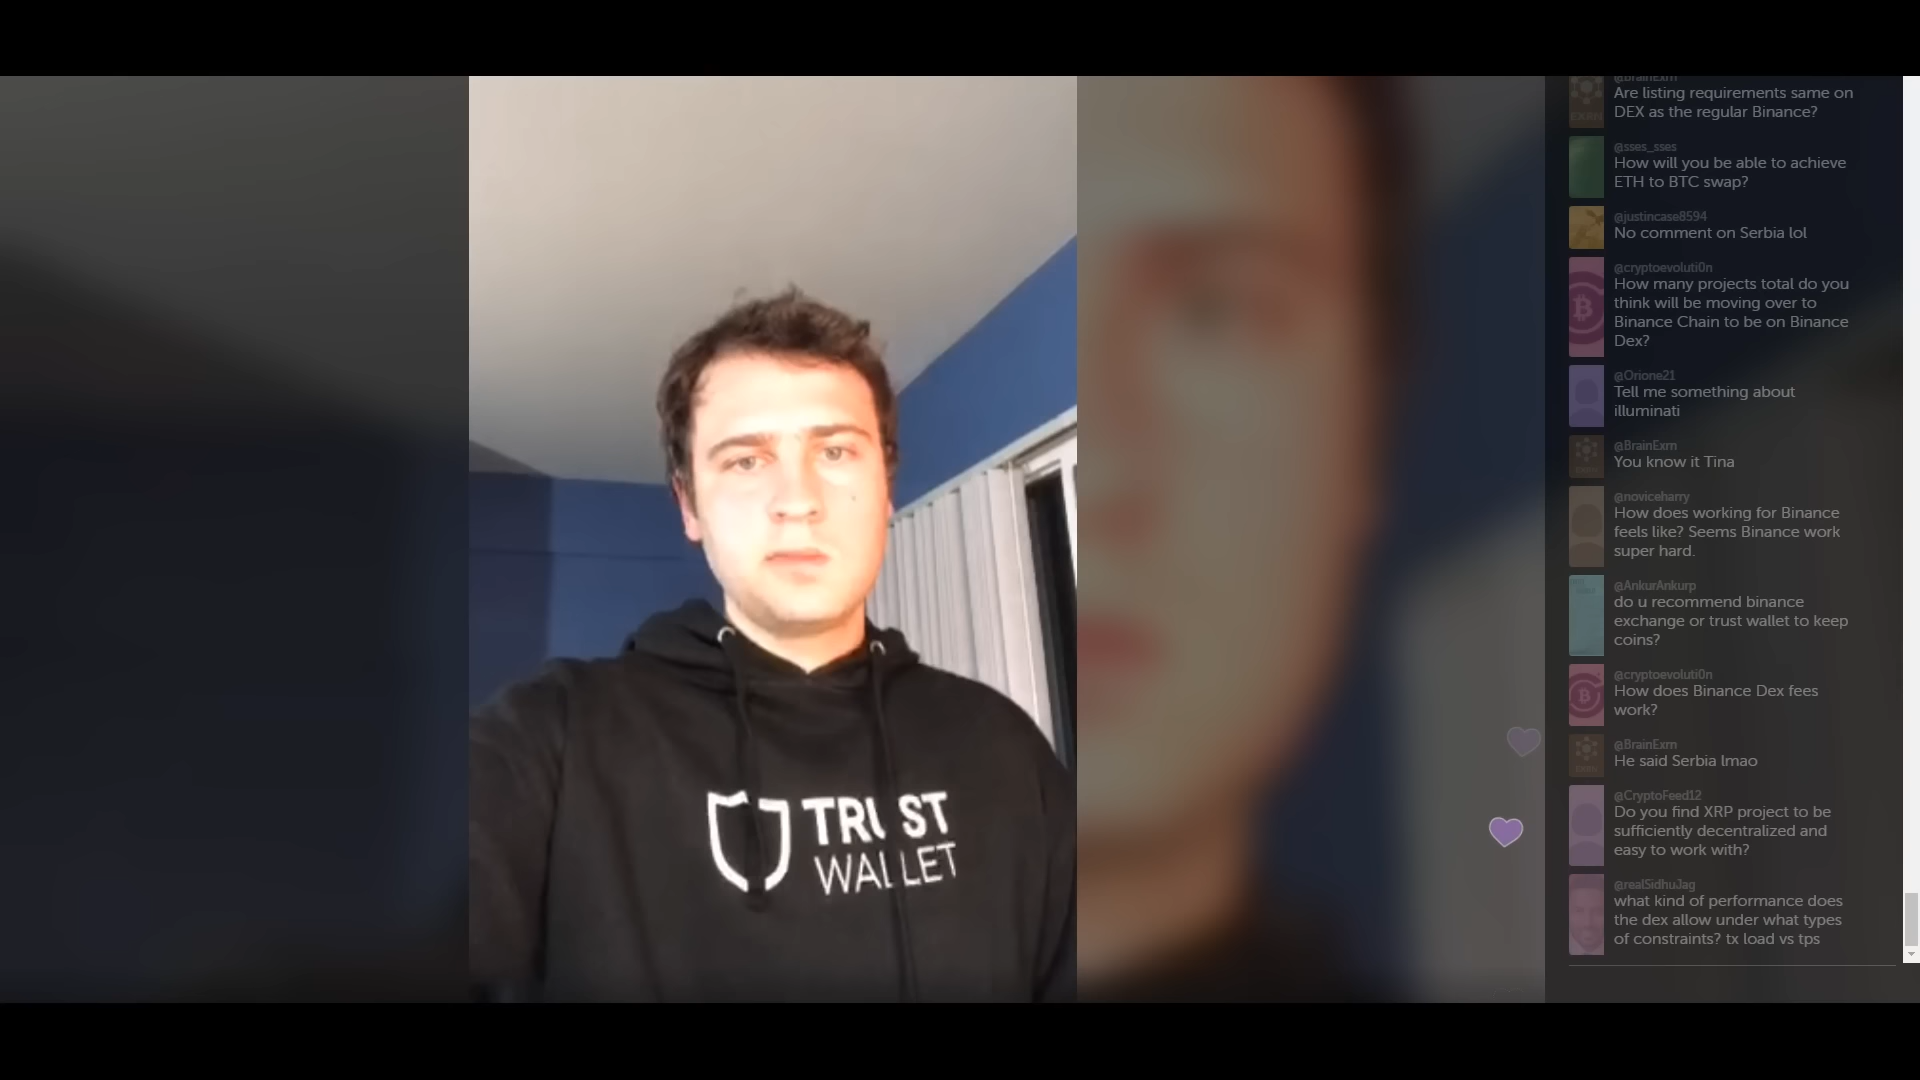 TRUST
WALLET
@BrainExrn
Are listing requirements same on
DEX as the regular Binance?
@sses_sses
How will you be able to achieve
ETH to BTC swap?
@justincase8594
No comment on Serbia lol
@cryptoevoluti0n
How many projects total do you
think will be moving over to
Binance Chain to be on Binance
Dex?
@Orione21
Tell me something about
illuminati
@BrainExrn
You know it Tina
@noviceharry
How does working for Binance
feels like? Seems Binance work
super hard.
@AnkurAnkurp
do u recommend binance
exchange or trust wallet to keep
coins?
@cryptoevoluti0n
How does Binance Dex fees
work?
@BrainExrn
He said Serbia lmao
@CryptoFeed12
Do you find XRP project to be
sufficiently decentralized and
easy to work with?
@realSidhuJag
what kind of performance does
the dex allow under what types
of constraints? tx load vs tps